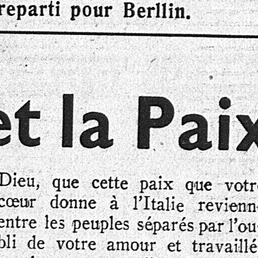 reparti pour Berllin.
et la Paix
Dieu, que cette paix que votr
cœur donne à l'Italie revienn
entre les peuples séparés par l'ou-
bli de votre amour et travaillé